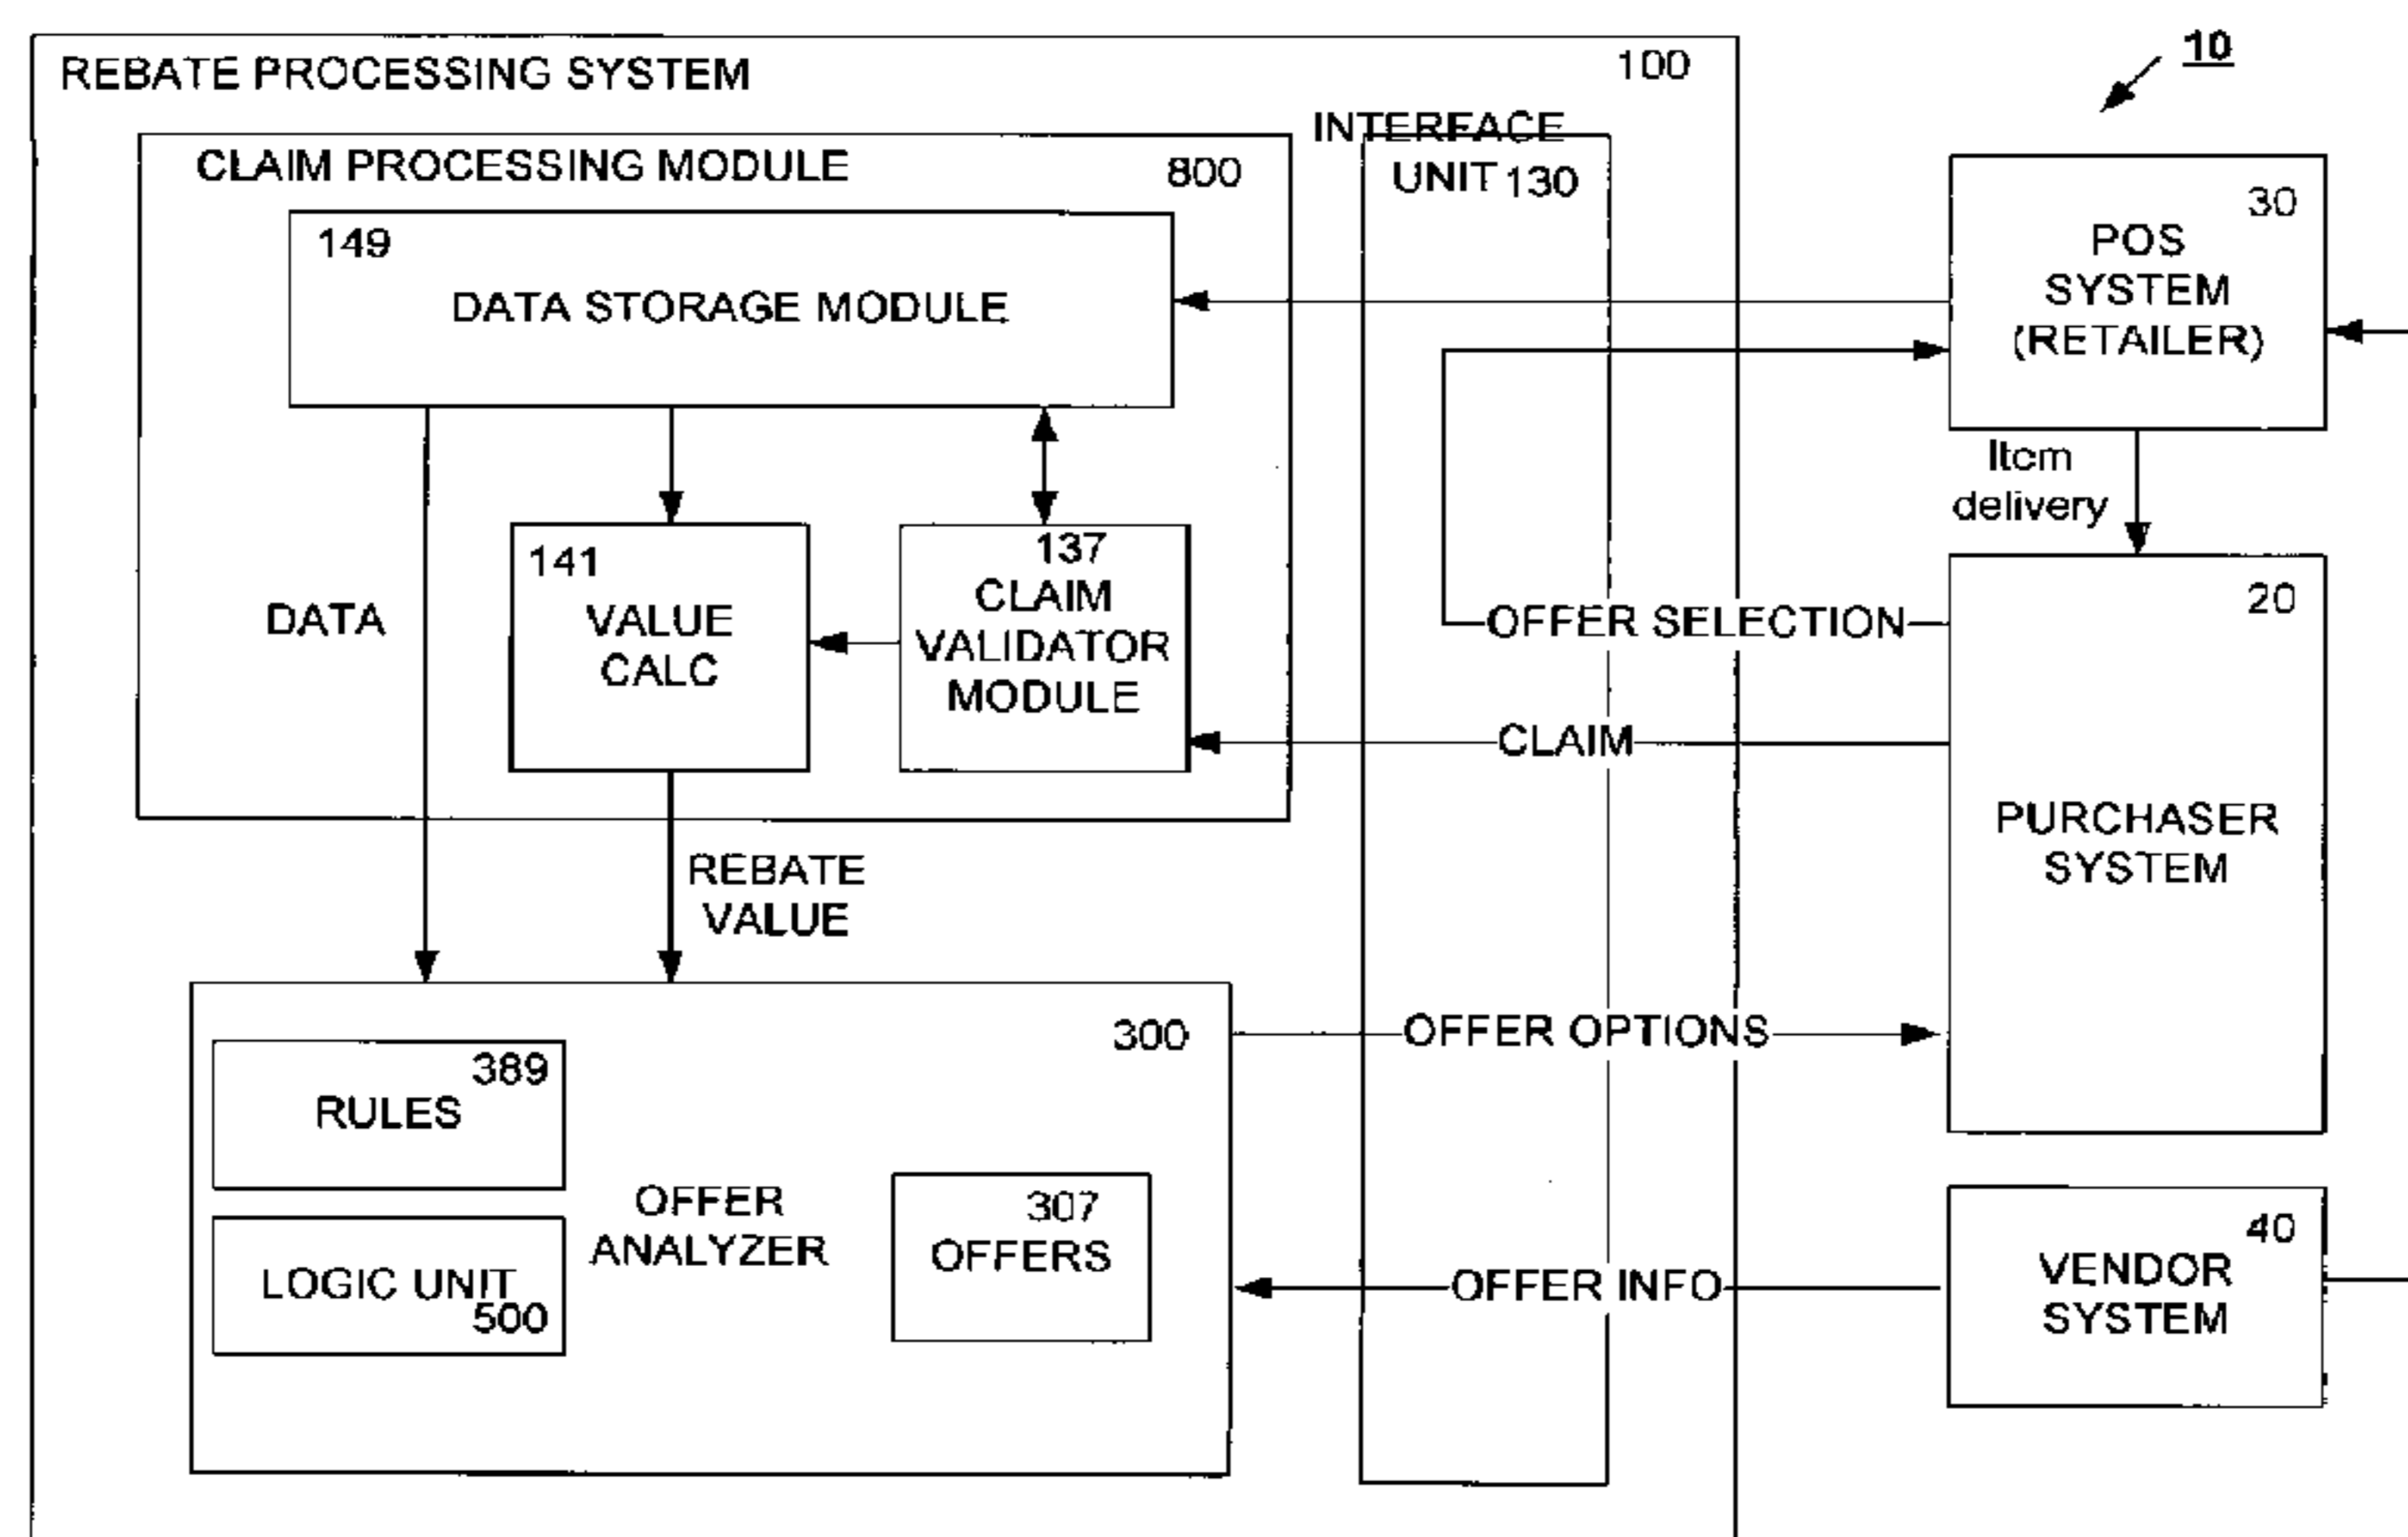 10
REBATE PROCESSING SYSTEM
100
INTERFACE
UNIT 130
CLAIM PROCESSING MODULE
800
149
DATA STORAGE MODULE
30
POS
SYSTEM
(RETAILER)
Item
delivery
DATA
141
VALUE
CALC
137
CLAIM
VALIDATOR
MODULE
OFFER SELECTION
CLAIM
20
PURCHASER
SYSTEM
REBATE
VALUE
300
OFFER OPTIONS
389
RULES
LOGIC UNIT
500
OFFER
ANALYZER
307
OFFERS
OFFER INFO
40
VENDOR
SYSTEM